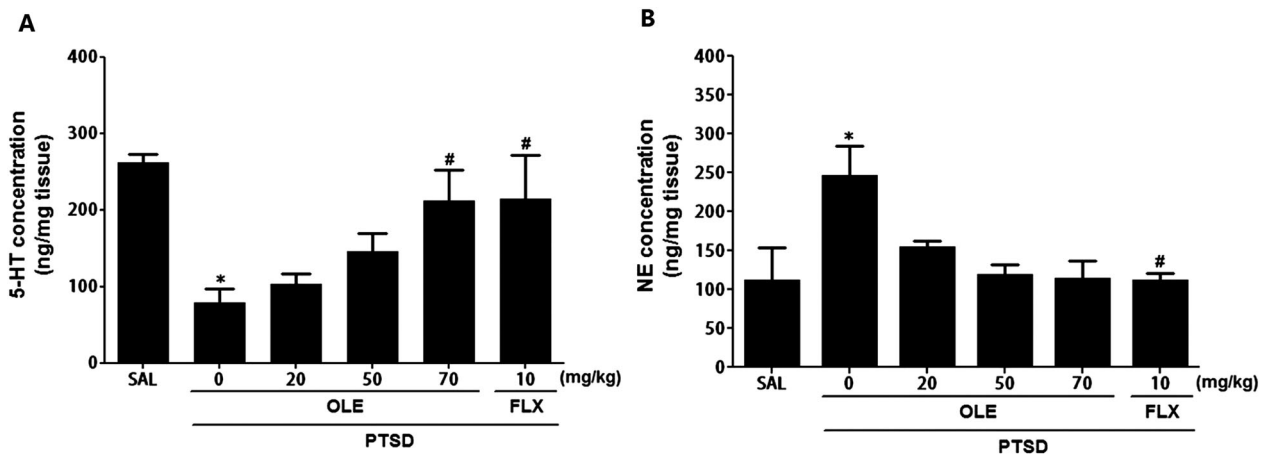 A
5-HT concentration
(ng/mg tissue)
400
300
200
100
0
*
#
#
SAL 0 20 50 70 10 (mg/kg)
OLE FLX
PTSD
B
NE concentration
(ng/mg tissue)
400
350
300
250
200
150
100
50
0
*
#
SAL 0 20 50 70 10 (mg/kg)
OLE FLX
PTSD